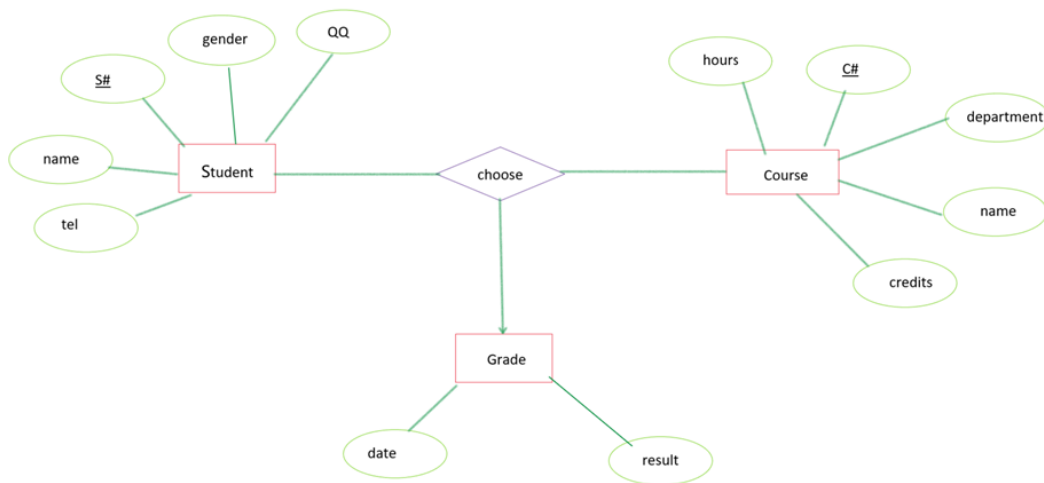 gender
QQ
S#
hours
C#
department
name
Student
choose
Course
tel
name
credits
Grade
date
result